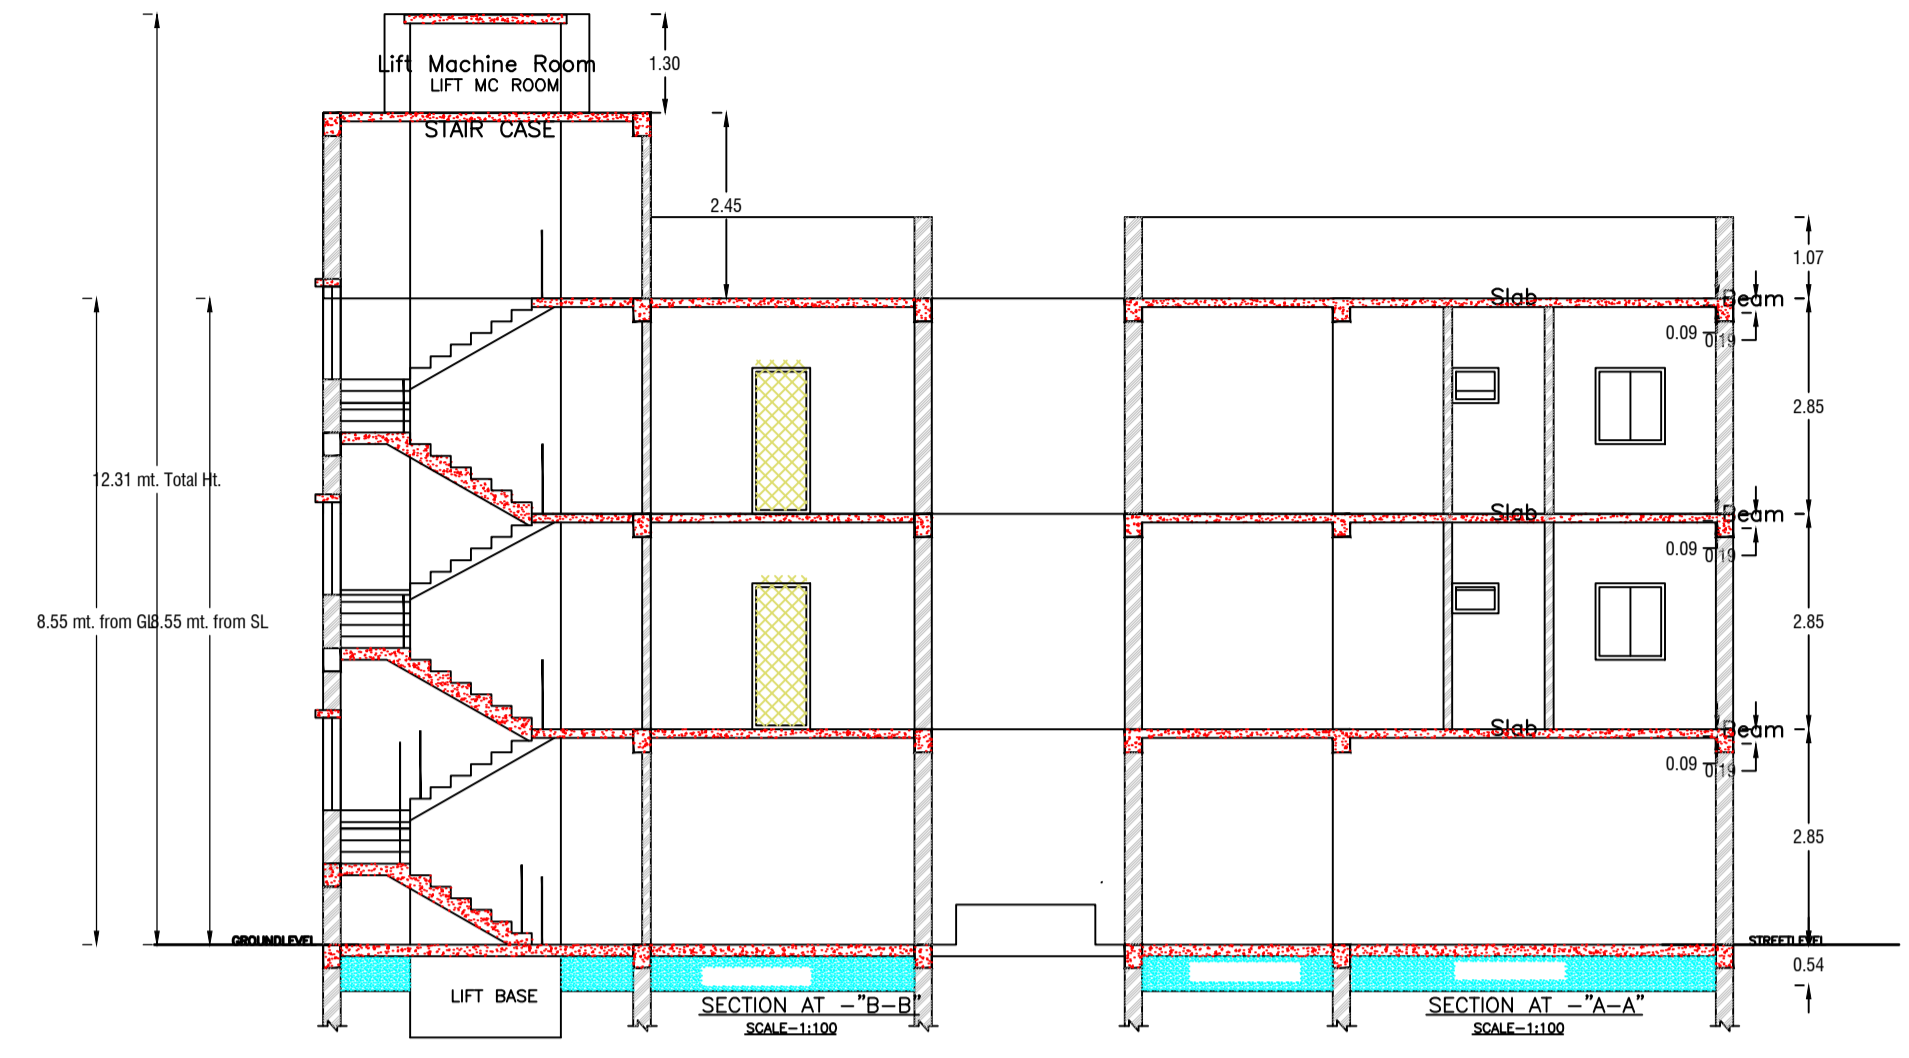 Lift Machine Room
LIFT MC ROOM
1.30
STAIR CASE
2.45
1.07
Slab
Beam
0.09
0.19
2.85
12.31 mt. Total Ht.
Slab
Beam
0.09
0.19
8.55 mt. from GL
8.55 mt. from SL
2.85
Slab
Beam
0.09
0.19
2.85
GROUNDLEVEL
STREETLEVEL
0.54
LIFT BASE
SECTION AT -"B-B"
SCALE-1:100
SECTION AT -"A-A"
SCALE-1:100